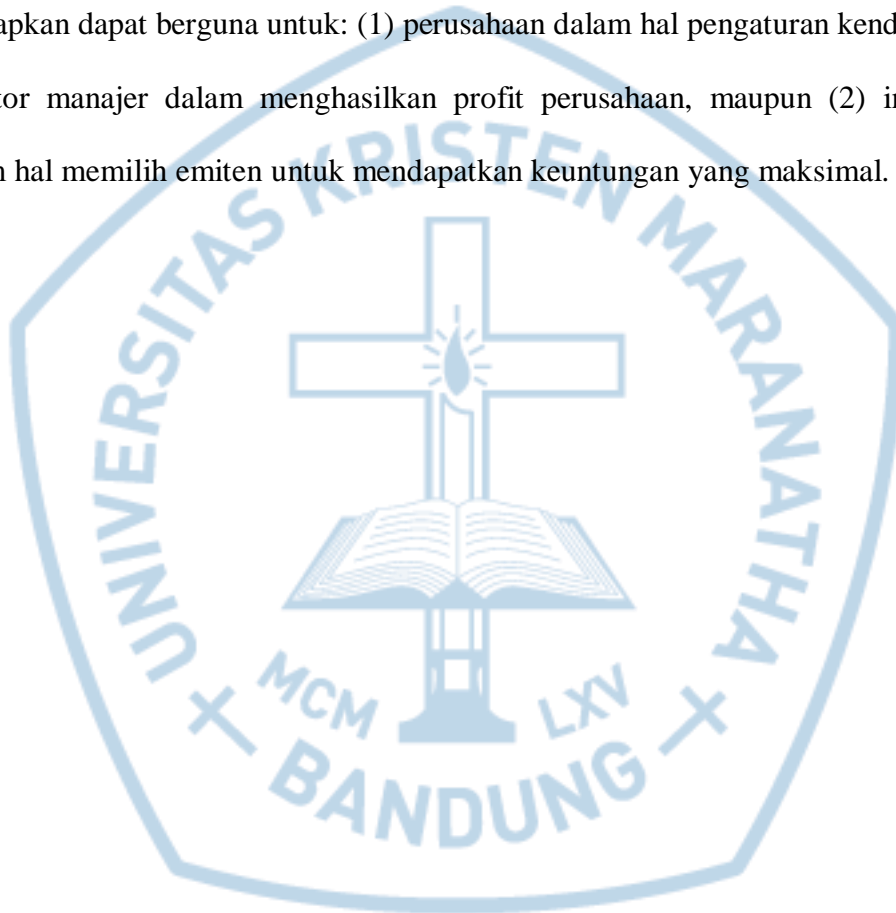 apkan dapat berguna untuk: (1) perusahaan dalam hal pengaturan kend
tor manajer dalam menghasilkan profit perusahaan, maupun (2) in
hal memilih emiten untuk mendapatkan keuntungan yang maksimal.
UNIVERSITAS KRISTEN MARANATHA
MCM LXV
+ BANDUNG +